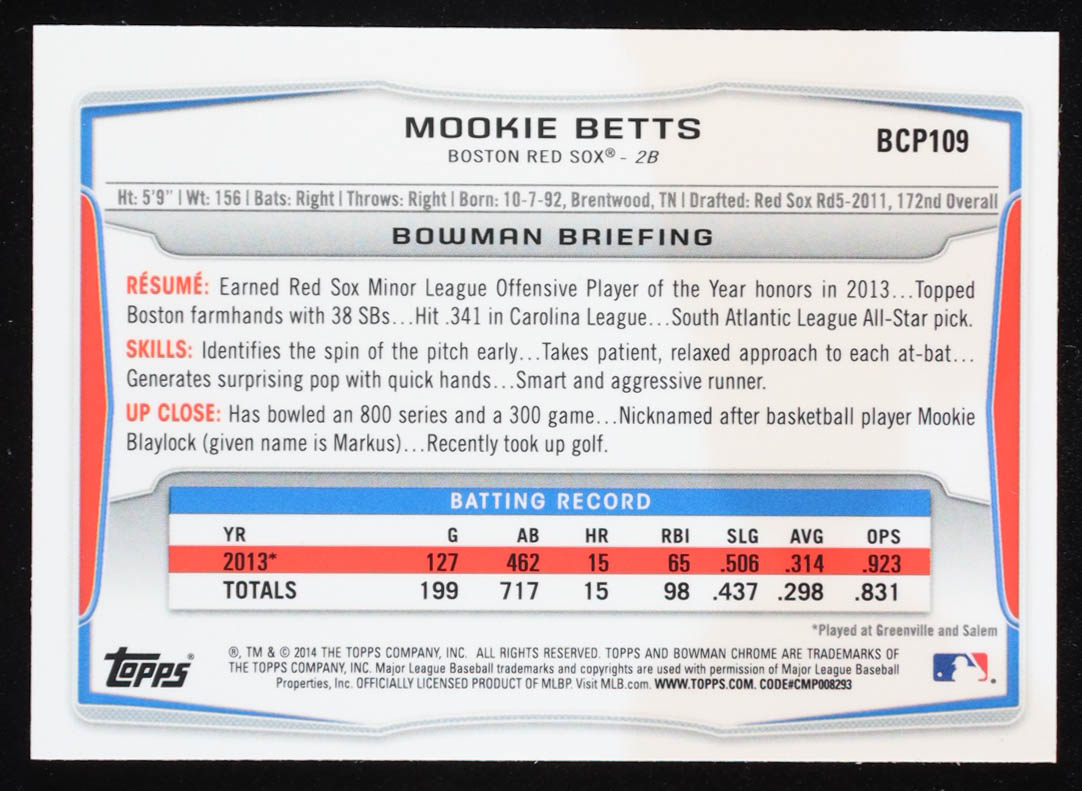 MOOKIE BETTS
BOSTON RED SOX® - 2B
BCP109
Ht: 5'9" | Wt: 156 | Bats: Right | Throws: Right | Born: 10-7-92, Brentwood, TN | Drafted: Red Sox Rd5-2011, 172nd Overall
BOWMAN BRIEFING
RÉSUMÉ: Earned Red Sox Minor League Offensive Player of the Year honors in 2013...Topped
Boston farmhands with 38 SBs...Hit .341 in Carolina League...South Atlantic League All-Star pick.
SKILLS: Identifies the spin of the pitch early...Takes patient, relaxed approach to each at-bat...
Generates surprising pop with quick hands...Smart and aggressive runner.
UP CLOSE: Has bowled an 800 series and a 300 game...Nicknamed after basketball player Mookie
Blaylock (given name is Markus)...Recently took up golf.
BATTING RECORD
YR G AB HR RBI SLG AVG OPS
2013* 127 462 15 65 .506 .314 .923
TOTALS 199 717 15 98 .437 .298 .831
*Played at Greenville and Salem
TOPPS®
®, TM & © 2014 THE TOPPS COMPANY, INC. ALL RIGHTS RESERVED. TOPPS AND BOWMAN CHROME ARE TRADEMARKS OF
THE TOPPS COMPANY, INC. Major League Baseball trademarks and copyrights are used with permission of Major League Baseball
Properties, Inc. OFFICIALLY LICENSED PRODUCT OF MLBP. Visit MLB.com. WWW.TOPPS.COM. CODE#CMP008293